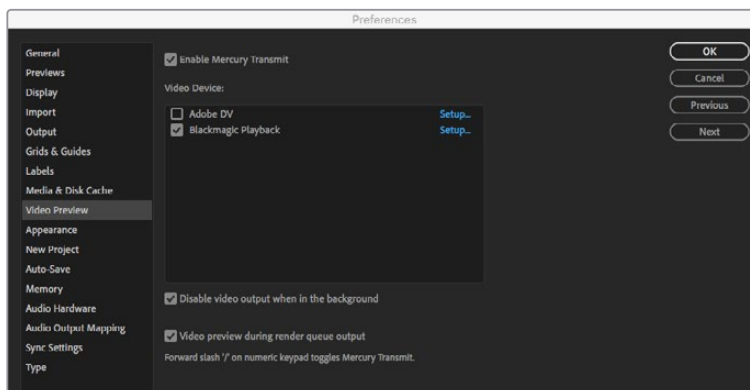 Preferences
General
Previews
Display
Import
Output
Grids & Guides
Labels
Media & Disk Cache
Video Preview
Appearance
New Project
Auto-Save
Memory
Audio Hardware
Audio Output Mapping
Sync Settings
Type
Enable Mercury Transmit
Video Device:
Adobe DV Setup...
Blackmagic Playback Setup...
Disable video output when in the background
Video preview during render queue output
Forward slash '/' on numeric keypad toggles Mercury Transmit.
OK
Cancel
Previous
Next